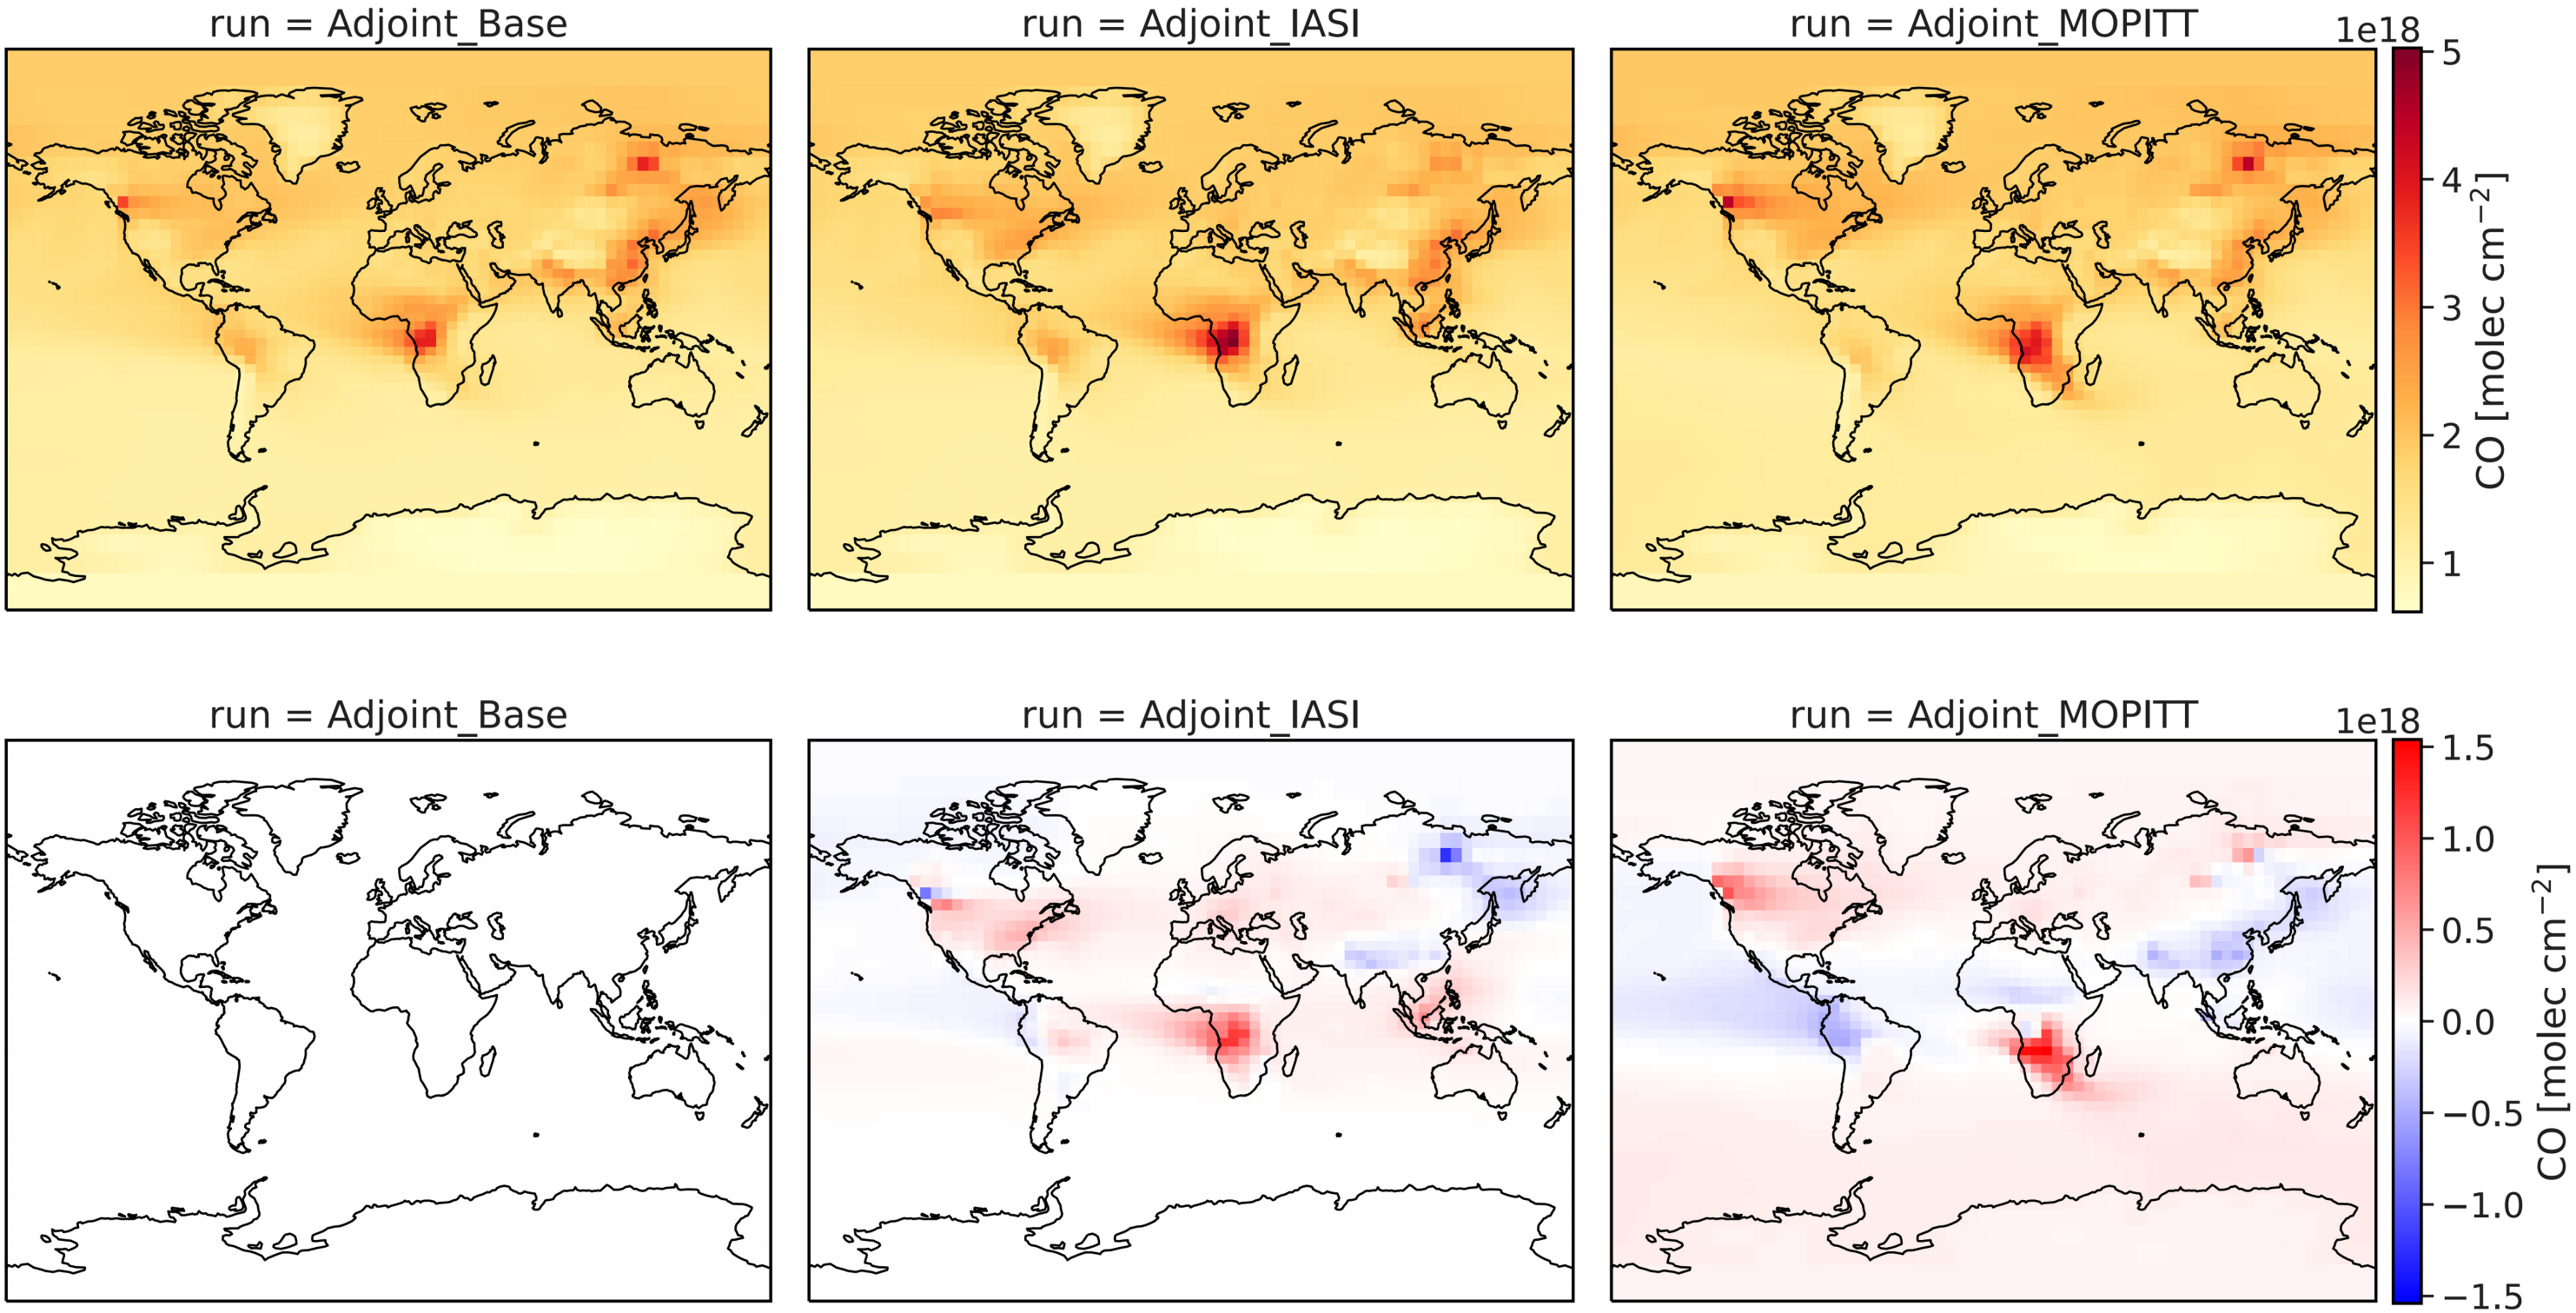 run = Adjoint_Base
run = Adjoint_IASI
run = Adjoint_MOPITT
1e18
5
4
3
2
1
CO [molec cm⁻²]
run = Adjoint_Base
run = Adjoint_IASI
run = Adjoint_MOPITT
1e18
1.5
1.0
0.5
0.0
−0.5
−1.0
−1.5
CO [molec cm⁻²]